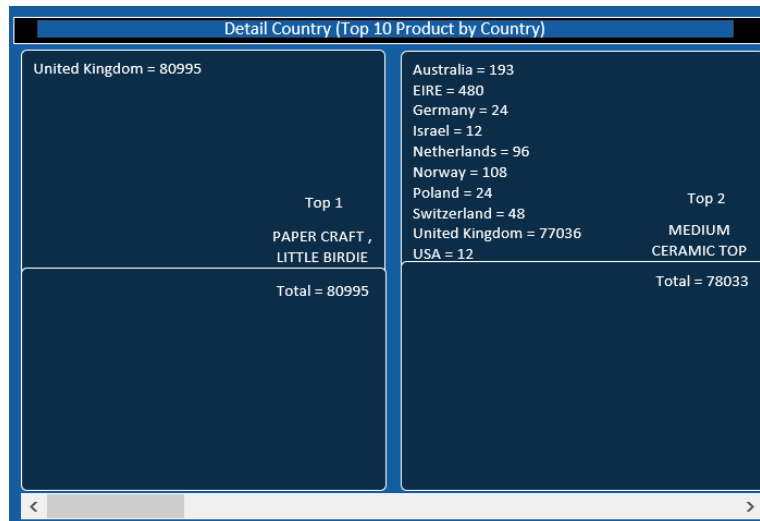 Detail Country (Top 10 Product by Country)
United Kingdom = 80995
Top 1
PAPER CRAFT ,
LITTLE BIRDIE
Total = 80995
Australia = 193
EIRE = 480
Germany = 24
Israel = 12
Netherlands = 96
Norway = 108
Poland = 24
Switzerland = 48
United Kingdom = 77036
USA = 12
Top 2
MEDIUM
CERAMIC TOP
Total = 78033